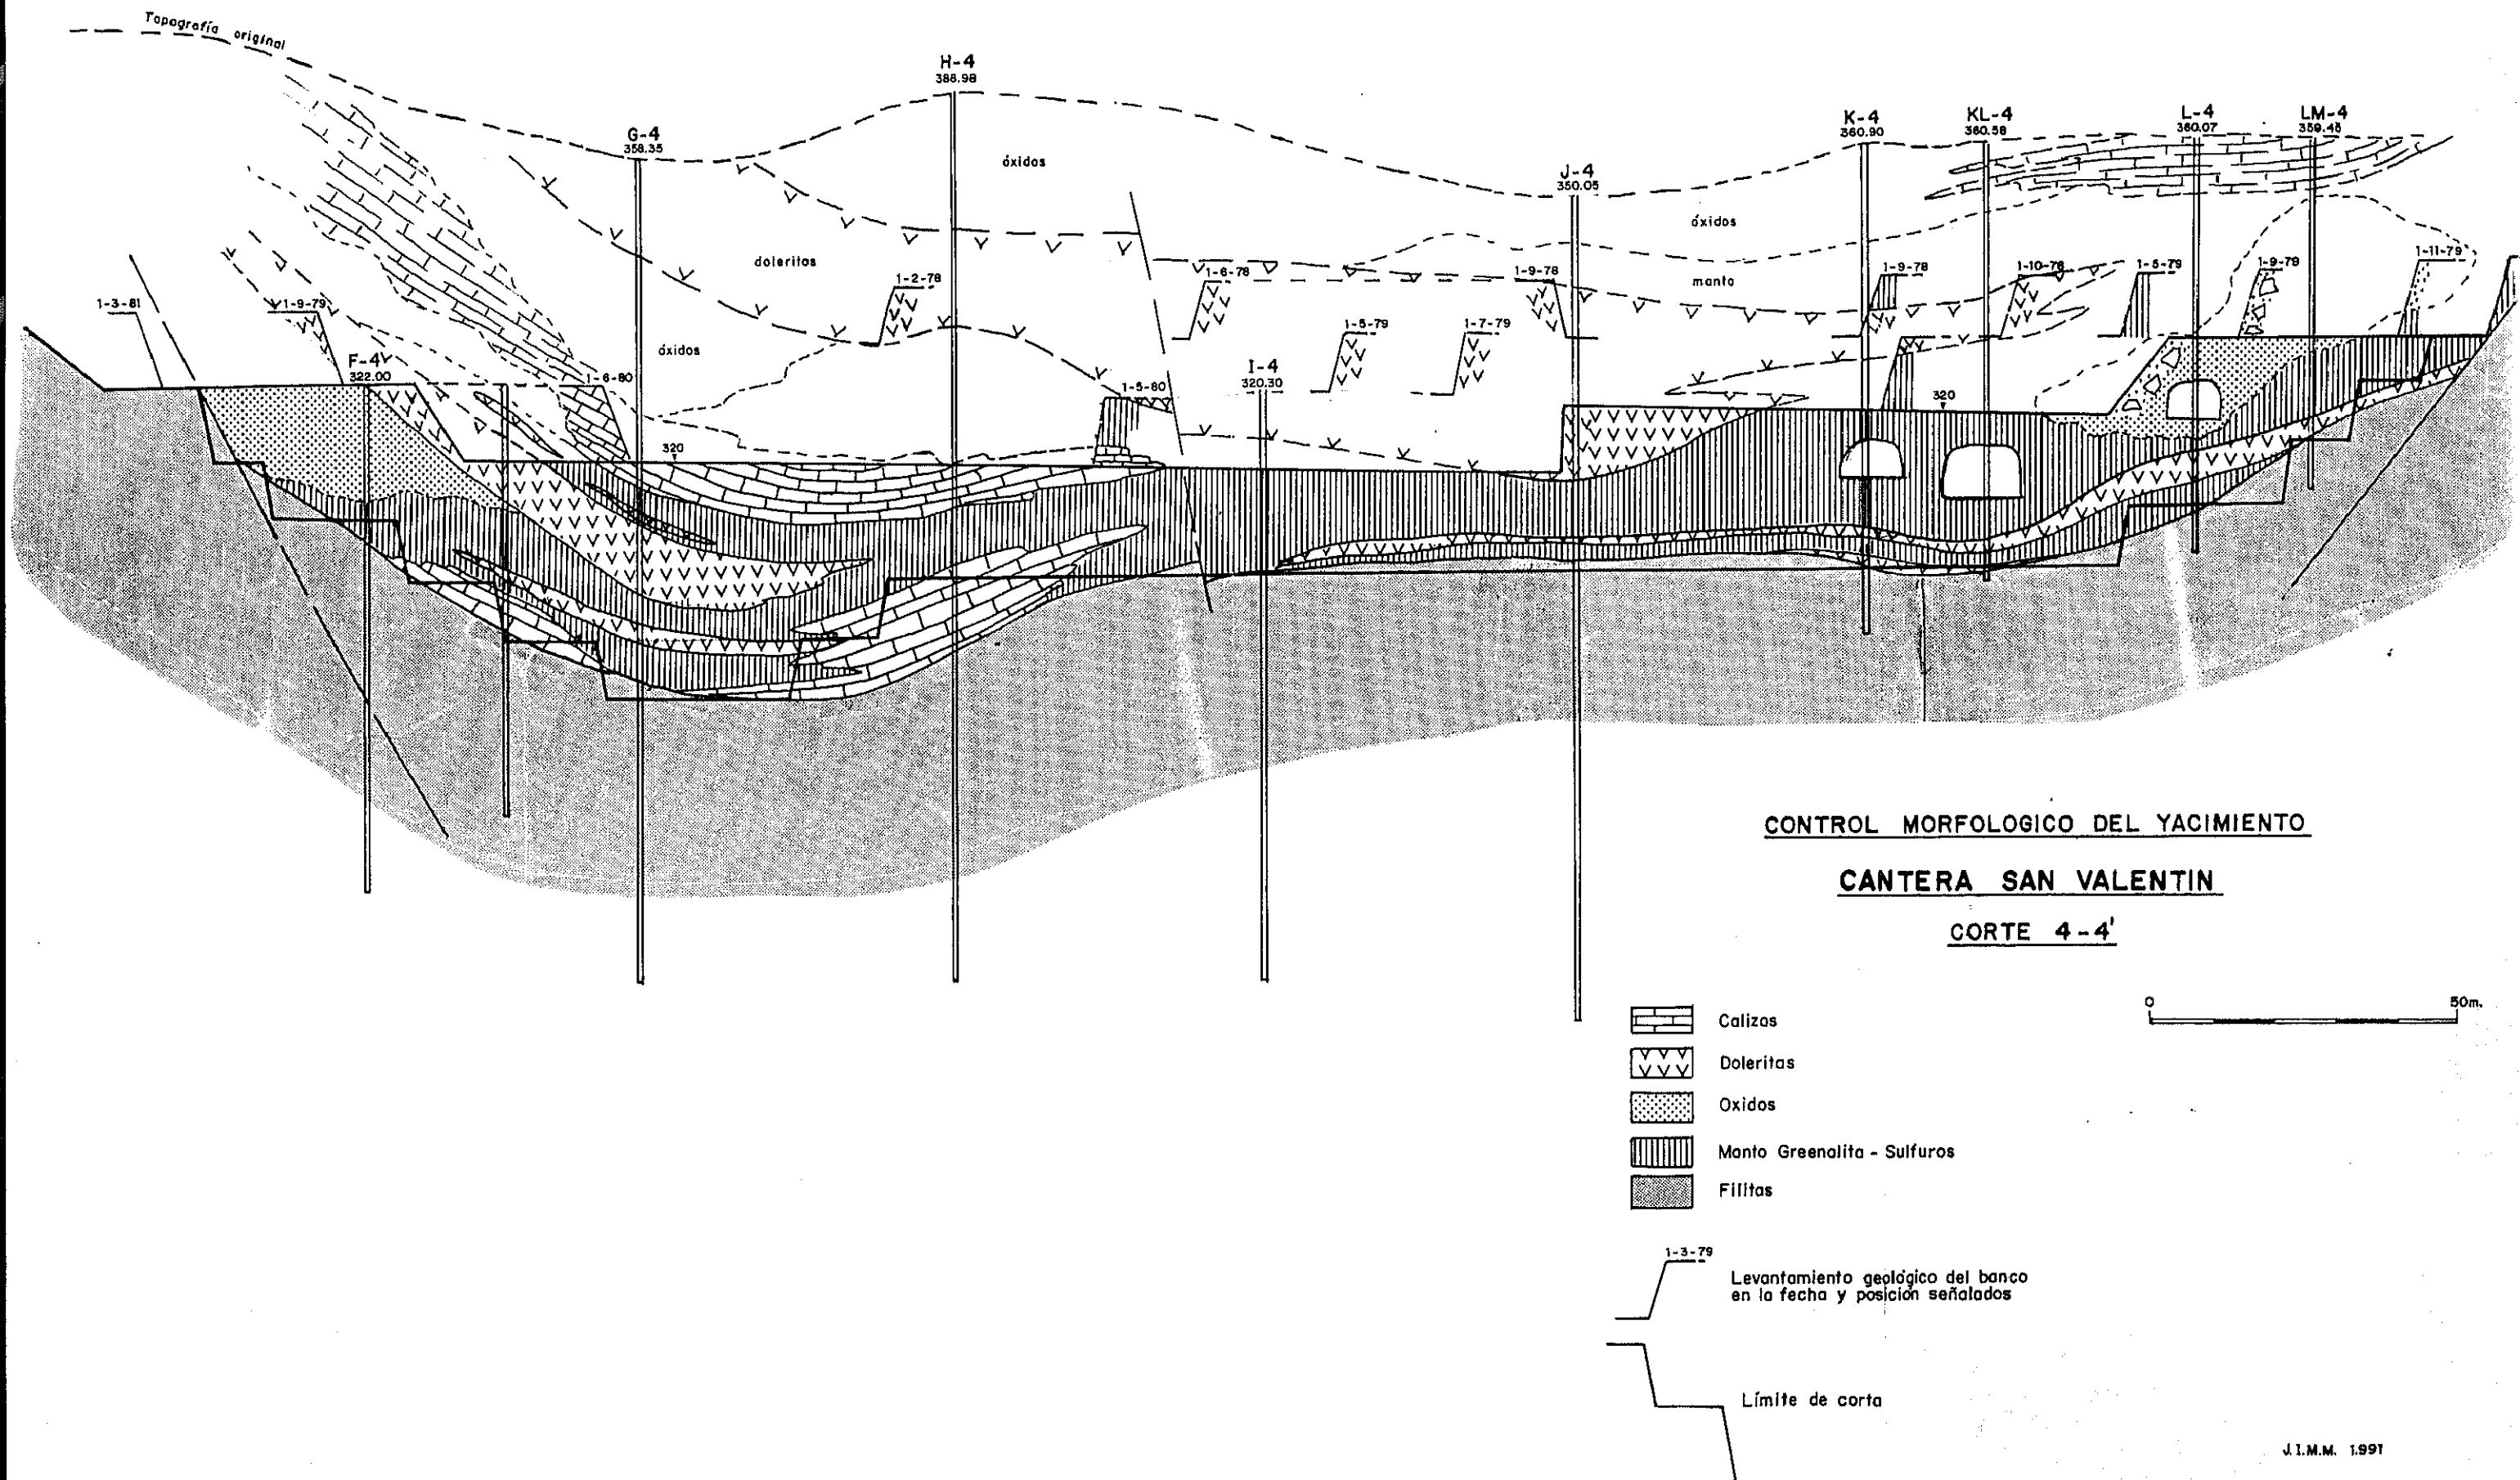 Topografía original
H-4
388.98
G-4
358.35
K-4
360.90
KL-4
360.58
L-4
360.07
LM-4
359.45
óxidos
J-4
350.05
óxidos
doleritas
manto
1-3-81
1-9-79
1-2-78
1-6-78
1-9-78
1-9-78
1-10-78
1-5-79
1-9-79
1-11-79
óxidos
1-5-79
1-7-79
F-4
322.00
1-6-80
1-5-80
I-4
320.30
320
320
CONTROL MORFOLOGICO DEL YACIMIENTO
CANTERA SAN VALENTIN
CORTE 4-4'
0 50m.
Calizas
Doleritas
Oxidos
Manto Greenalita - Sulfuros
Filitas
1-3-79
Levantamiento geológico del banco
en la fecha y posición señalados
Límite de corta
J.I.M.M. 1.991